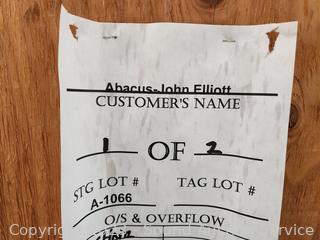 Abacus-John Elliott
CUSTOMER'S NAME
1 OF 2
STG LOT # TAG LOT #
A-1066
O/S & OVERFLOW